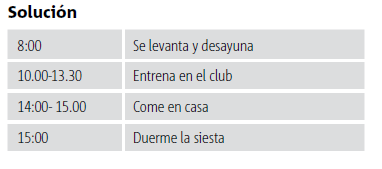 Solución
8:00 Se levanta y desayuna
10.00-13.30 Entrena en el club
14:00- 15.00 Come en casa
15:00 Duerme la siesta